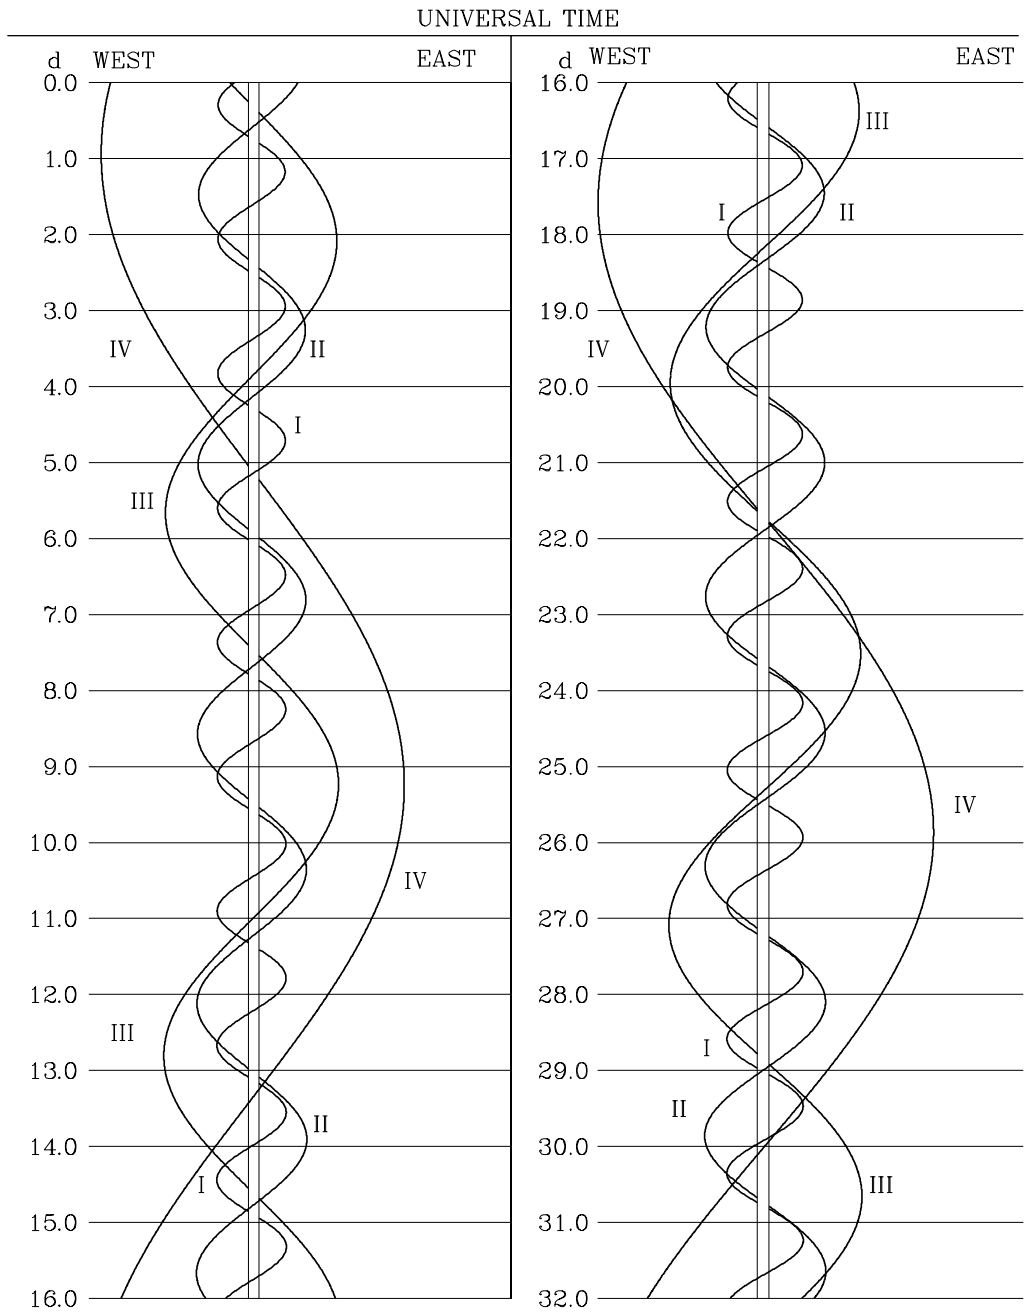 UNIVERSAL TIME
d WEST EAST
0.0
1.0
2.0
3.0
IV II
4.0
I
5.0
III
6.0
7.0
8.0
9.0
10.0
IV
11.0
12.0
III
13.0
II
14.0
I
15.0
16.0
d WEST EAST
16.0
III
17.0
I II
18.0
19.0
IV
20.0
21.0
22.0
23.0
24.0
25.0
IV
26.0
27.0
28.0
I
29.0
II
30.0
III
31.0
32.0